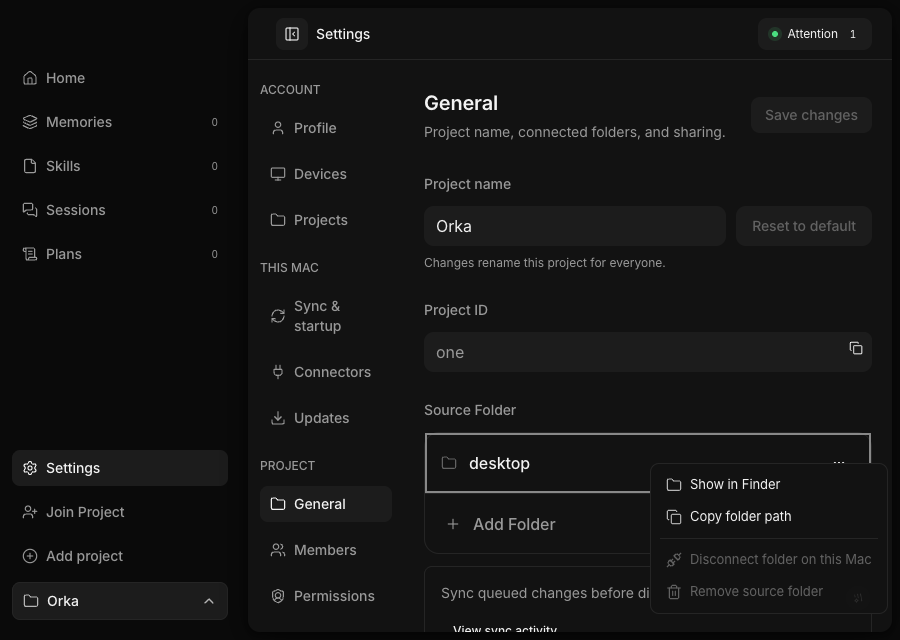 Settings
Attention 1
Home
Memories 0
Skills 0
Sessions 0
Plans 0
Settings
Join Project
Add project
Orka
ACCOUNT
Profile
Devices
Projects
THIS MAC
Sync &
startup
Connectors
Updates
PROJECT
General
Members
Permissions
General
Project name, connected folders, and sharing.
Save changes
Project name
Orka
Reset to default
Changes rename this project for everyone.
Project ID
one
Source Folder
desktop
Add Folder
Show in Finder
Copy folder path
Disconnect folder on this Mac
Remove source folder
Sync queued changes before di
View sync activity